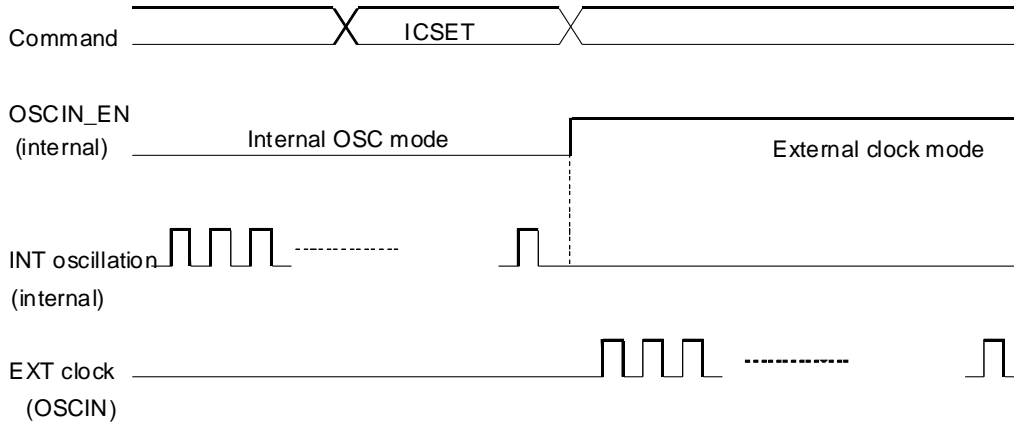 Command
ICSET
OSCIN_EN
(internal)
Internal OSC mode
External clock mode
INT oscillation
(internal)
EXT clock
(OSCIN)